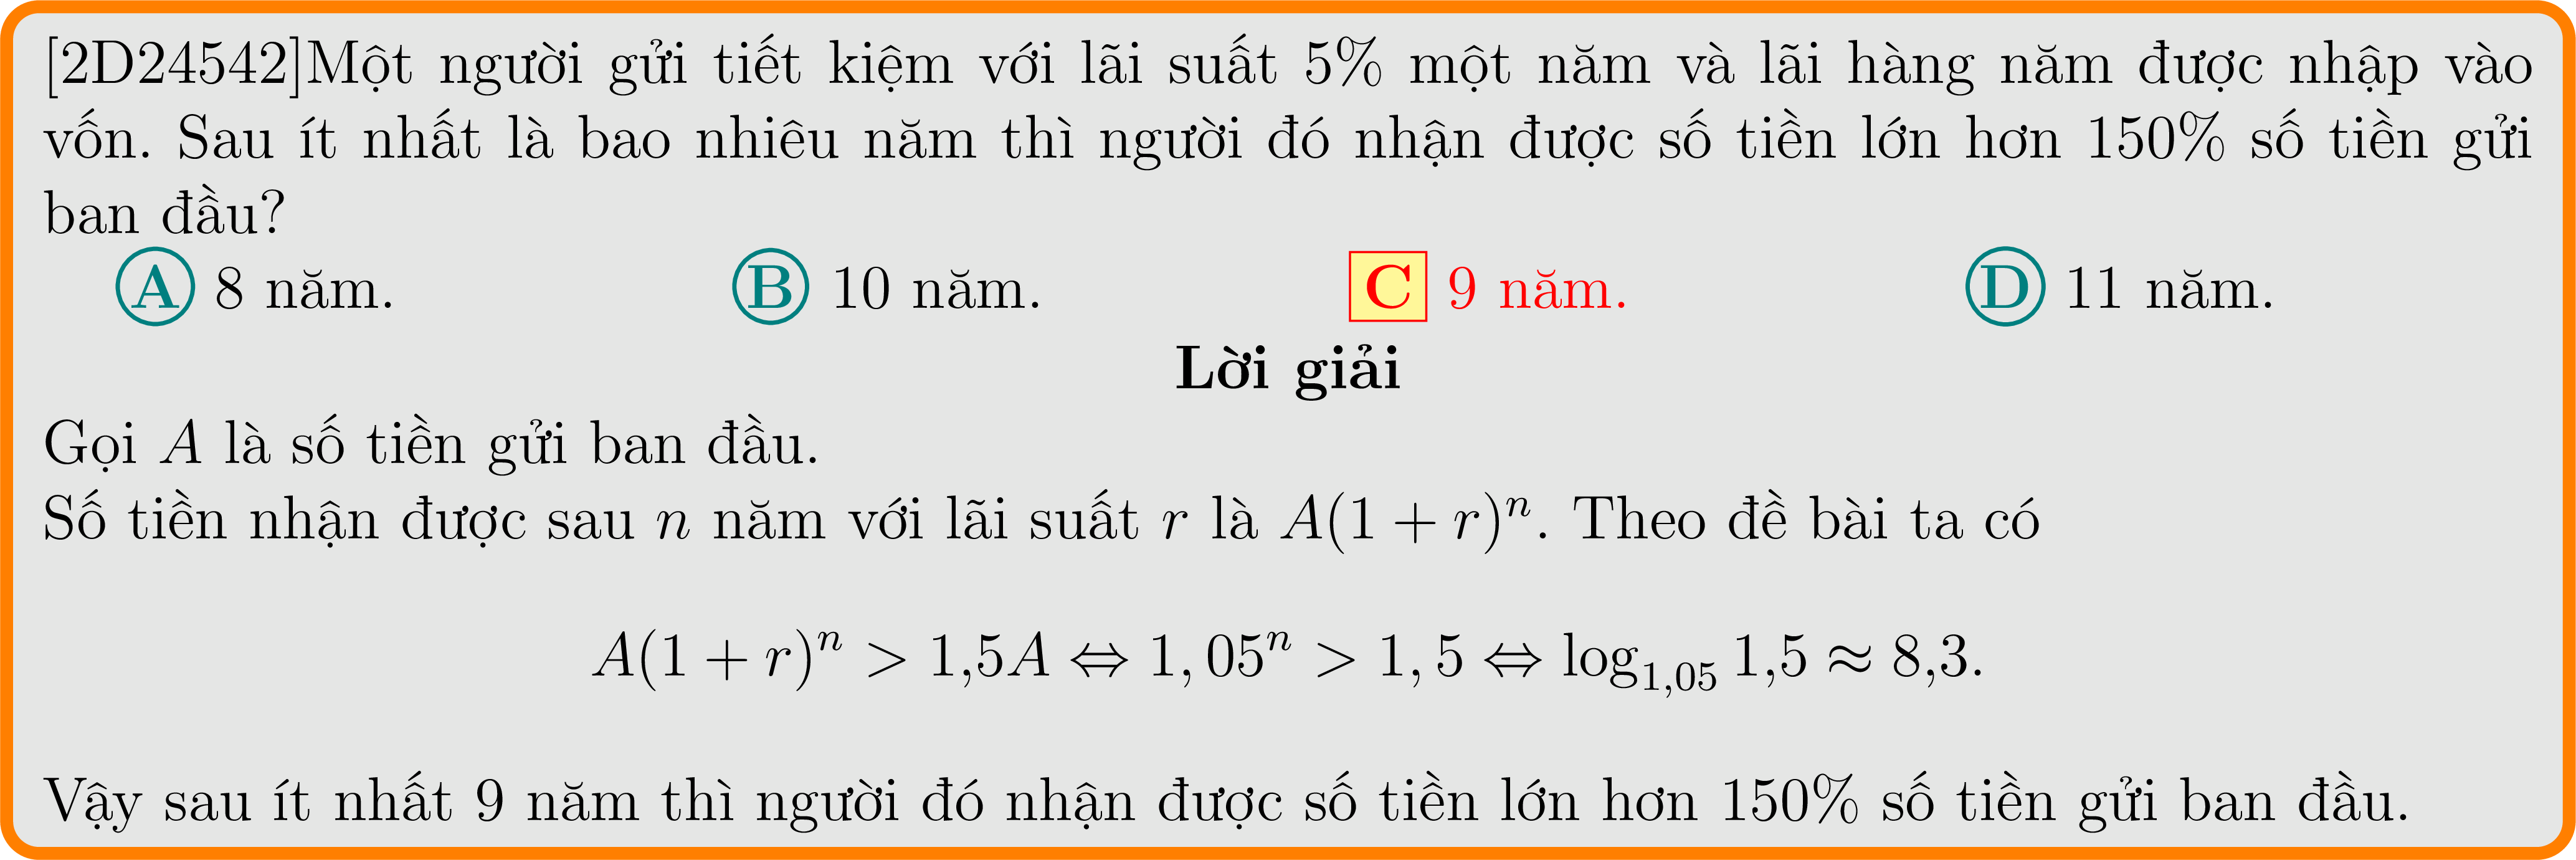 [2D24542]Một người gửi tiết kiệm với lãi suất 5% một năm và lãi hàng năm được nhập vào
vốn. Sau ít nhất là bao nhiêu năm thì người đó nhận được số tiền lớn hơn 150% số tiền gửi
ban đầu?
A 8 năm. B 10 năm. C 9 năm. D 11 năm.
Lời giải
Gọi A là số tiền gửi ban đầu.
Số tiền nhận được sau n năm với lãi suất r là A(1 + r)^n. Theo đề bài ta có
A(1 + r)^n > 1,5A ⇔ 1, 05^n > 1, 5 ⇔ log_{1,05} 1,5 ≈ 8,3.
Vậy sau ít nhất 9 năm thì người đó nhận được số tiền lớn hơn 150% số tiền gửi ban đầu.